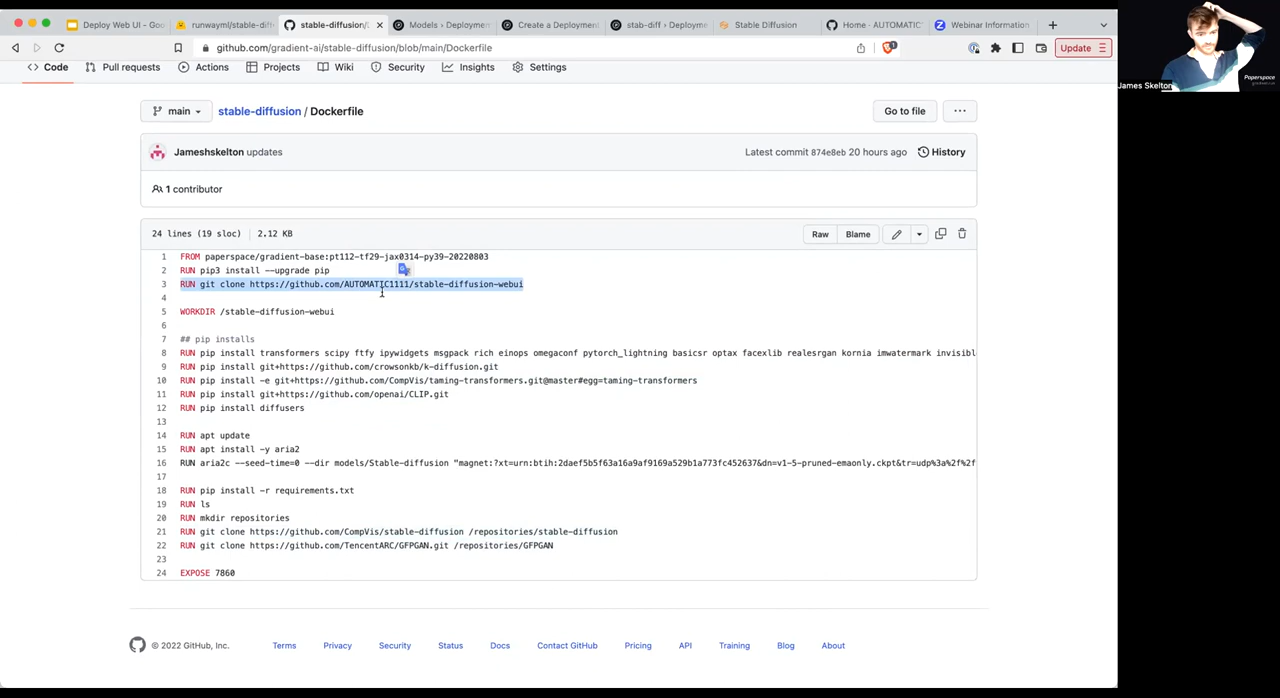 Deploy Web UI - Goo
runwayml/stable-diff
stable-diffusion/
Models › Deploymer
Create a Deployment
stab-diff › Deployme
Stable Diffusion
Home · AUTOMATIC
Webinar Information
github.com/gradient-ai/stable-diffusion/blob/main/Dockerfile
1
Update
Code
Pull requests
Actions
Projects
Wiki
Security
Insights
Settings
James Skelton
Paperspace
main
stable-diffusion / Dockerfile
Go to file
Jameshskelton updates
Latest commit 874e8eb 20 hours ago
History
1 contributor
24 lines (19 sloc)
2.12 KB
Raw
Blame
1 FROM paperspace/gradient-base:pt112-tf29-jax0314-py39-20220803
2 RUN pip3 install --upgrade pip
3 RUN git clone https://github.com/AUTOMATIC1111/stable-diffusion-webui
4
5 WORKDIR /stable-diffusion-webui
6
7 ## pip installs
8 RUN pip install transformers scipy ftfy ipywidgets msgpack rich einops omegaconf pytorch_lightning basicsr optax facexlib realesrgan kornia imwatermark invisibl
9 RUN pip install git+https://github.com/crowsonkb/k-diffusion.git
10 RUN pip install -e git+https://github.com/CompVis/taming-transformers.git@master#egg=taming-transformers
11 RUN pip install git+https://github.com/openai/CLIP.git
12 RUN pip install diffusers
13
14 RUN apt update
15 RUN apt install -y aria2
16 RUN aria2c --seed-time=0 --dir models/Stable-diffusion "magnet:?xt=urn:btih:2daef5b5f63a16a9af9169a529b1a773fc452637&dn=v1-5-pruned-emaonly.ckpt&tr=udp%3a%2f%2f
17
18 RUN pip install -r requirements.txt
19 RUN ls
20 RUN mkdir repositories
21 RUN git clone https://github.com/CompVis/stable-diffusion /repositories/stable-diffusion
22 RUN git clone https://github.com/TencentARC/GFPGAN.git /repositories/GFPGAN
23
24 EXPOSE 7860
© 2022 GitHub, Inc.
Terms
Privacy
Security
Status
Docs
Contact GitHub
Pricing
API
Training
Blog
About